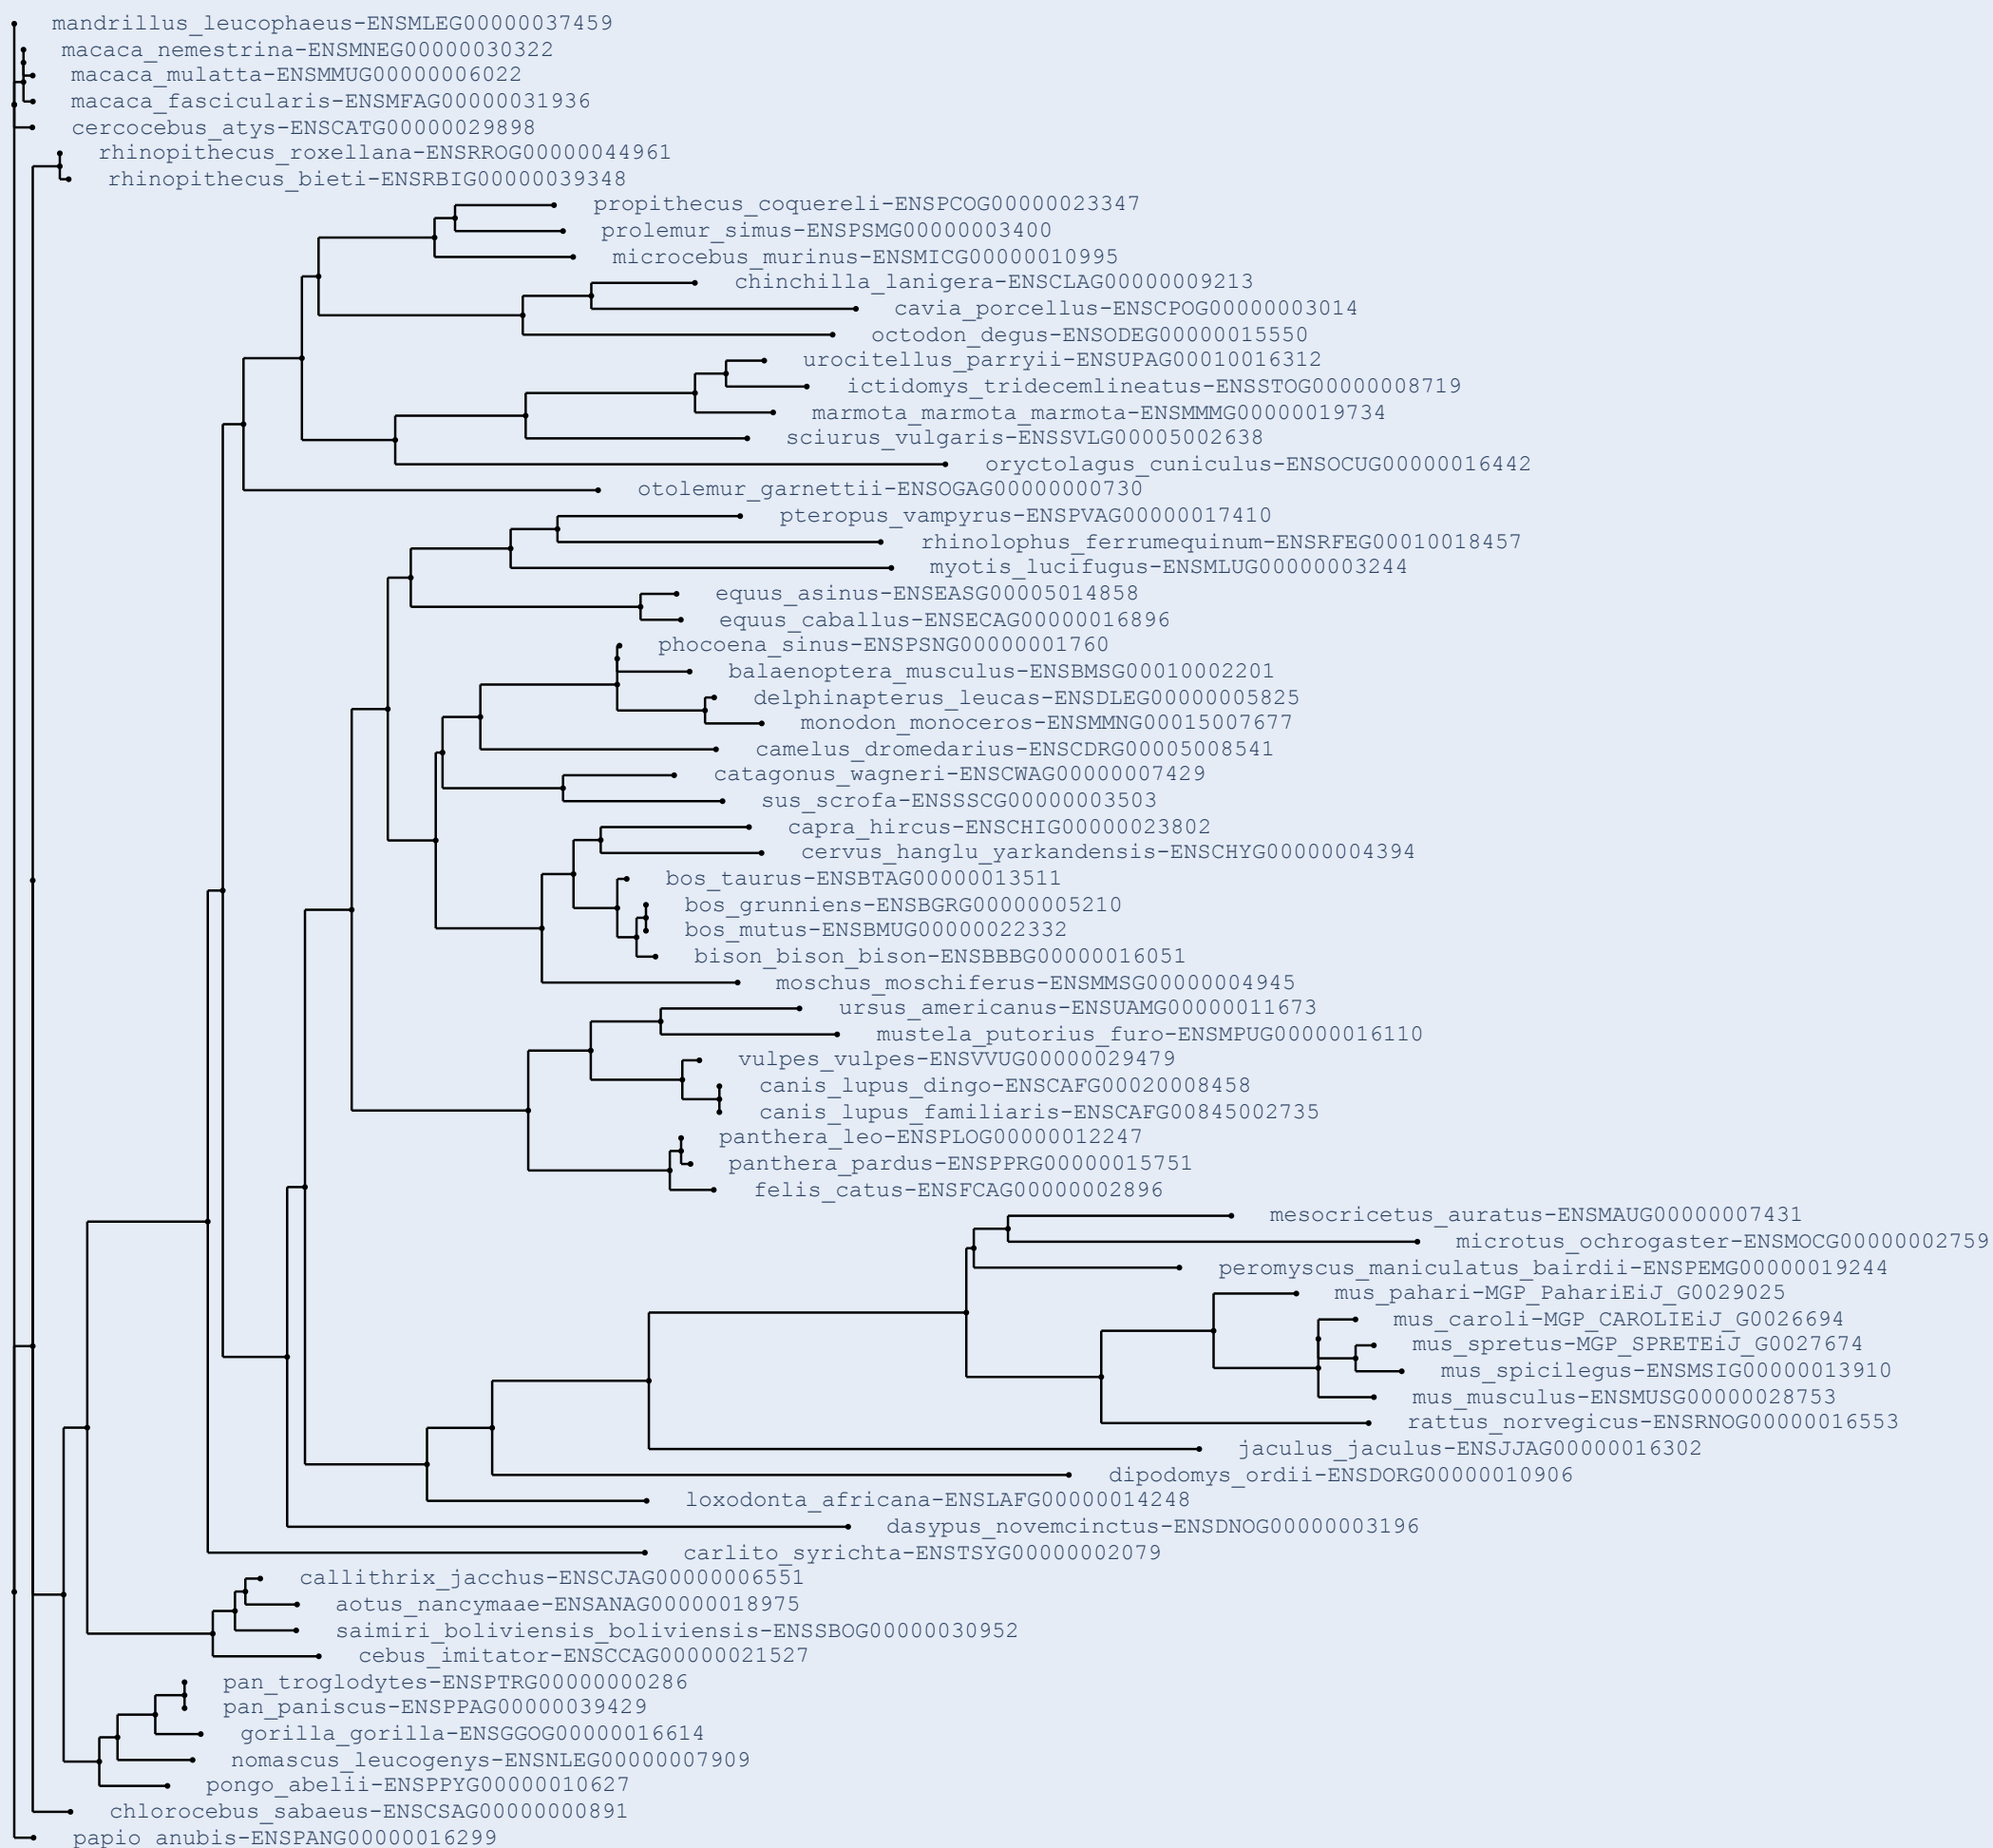 mandrillus_leucophaeus-ENSMLEG00000037459
macaca_nemestrina-ENSMNEG00000030322
macaca_mulatta-ENSMMUG00000006022
macaca_fascicularis-ENSMFAG00000031936
cercocebus_atys-ENSCATG00000029898
rhinopithecus_roxellana-ENSRROG00000044961
rhinopithecus_bieti-ENSRBIG00000039348
propithecus_coquereli-ENSPCOG00000023347
prolemur_simus-ENSPSMG00000003400
microcebus_murinus-ENSMICG00000010995
chinchilla_lanigera-ENSCLAG00000009213
cavia_porcellus-ENSCPOG00000003014
octodon_degus-ENSODEG00000015550
urocitellus_parryii-ENSUPAG00010016312
ictidomys_tridecemlineatus-ENSSTOG00000008719
marmota_marmota_marmota-ENSMMMG00000019734
sciurus_vulgaris-ENSSVLG00005002638
oryctolagus_cuniculus-ENSOCUG00000016442
otolemur_garnettii-ENSOGAG00000000730
pteropus_vampyrus-ENSPVAG00000017410
rhinolophus_ferrumequinum-ENSRFEG00010018457
myotis_lucifugus-ENSMLUG00000003244
equus_asinus-ENSEASG00005014858
equus_caballus-ENSECAG00000016896
phocoena_sinus-ENSPSNG00000001760
balaenoptera_musculus-ENSBMSG00010002201
delphinapterus_leucas-ENSDLEG00000005825
monodon_monoceros-ENSMMNG00015007677
camelus_dromedarius-ENSCDRG00005008541
catagonus_wagneri-ENSCWAG00000007429
sus_scrofa-ENSSSCG00000003503
capra_hircus-ENSCHIG00000023802
cervus_hanglu_yarkandensis-ENSCHYG00000004394
bos_taurus-ENSBTAG00000013511
bos_grunniens-ENSBGRG00000005210
bos_mutus-ENSBMUG00000022332
bison_bison_bison-ENSBBBG00000016051
moschus_moschiferus-ENSMMSG00000004945
ursus_americanus-ENSUAMG00000011673
mustela_putorius_furo-ENSMPUG00000016110
vulpes_vulpes-ENSVVUG00000029479
canis_lupus_dingo-ENSCAFG00020008458
canis_lupus_familiaris-ENSCAFG00845002735
panthera_leo-ENSPLOG00000012247
panthera_pardus-ENSPPRG00000015751
felis_catus-ENSFCAG00000002896
mesocricetus_auratus-ENSMAUG00000007431
microtus_ochrogaster-ENSMOCG00000002759
peromyscus_maniculatus_bairdii-ENSPEMG00000019244
mus_pahari-MGP_PahariEiJ_G0029025
mus_caroli-MGP_CAROLIEiJ_G0026694
mus_spretus-MGP_SPRETEiJ_G0027674
mus_spicilegus-ENSMSIG00000013910
mus_musculus-ENSMUSG00000028753
rattus_norvegicus-ENSRNOG00000016553
jaculus_jaculus-ENSJJAG00000016302
dipodomys_ordii-ENSDORG00000010906
loxodonta_africana-ENSLAFG00000014248
dasypus_novemcinctus-ENSDNOG00000003196
carlito_syrichta-ENSTSYG00000002079
callithrix_jacchus-ENSCJAG00000006551
aotus_nancymaae-ENSANAG00000018975
saimiri_boliviensis_boliviensis-ENSSBOG00000030952
cebus_imitator-ENSCCAG00000021527
pan_troglodytes-ENSPTRG00000000286
pan_paniscus-ENSPPAG00000039429
gorilla_gorilla-ENSGGOG00000016614
nomascus_leucogenys-ENSNLEG00000007909
pongo_abelii-ENSPPYG00000010627
chlorocebus_sabaeus-ENSCSAG00000000891
papio_anubis-ENSPANG00000016299